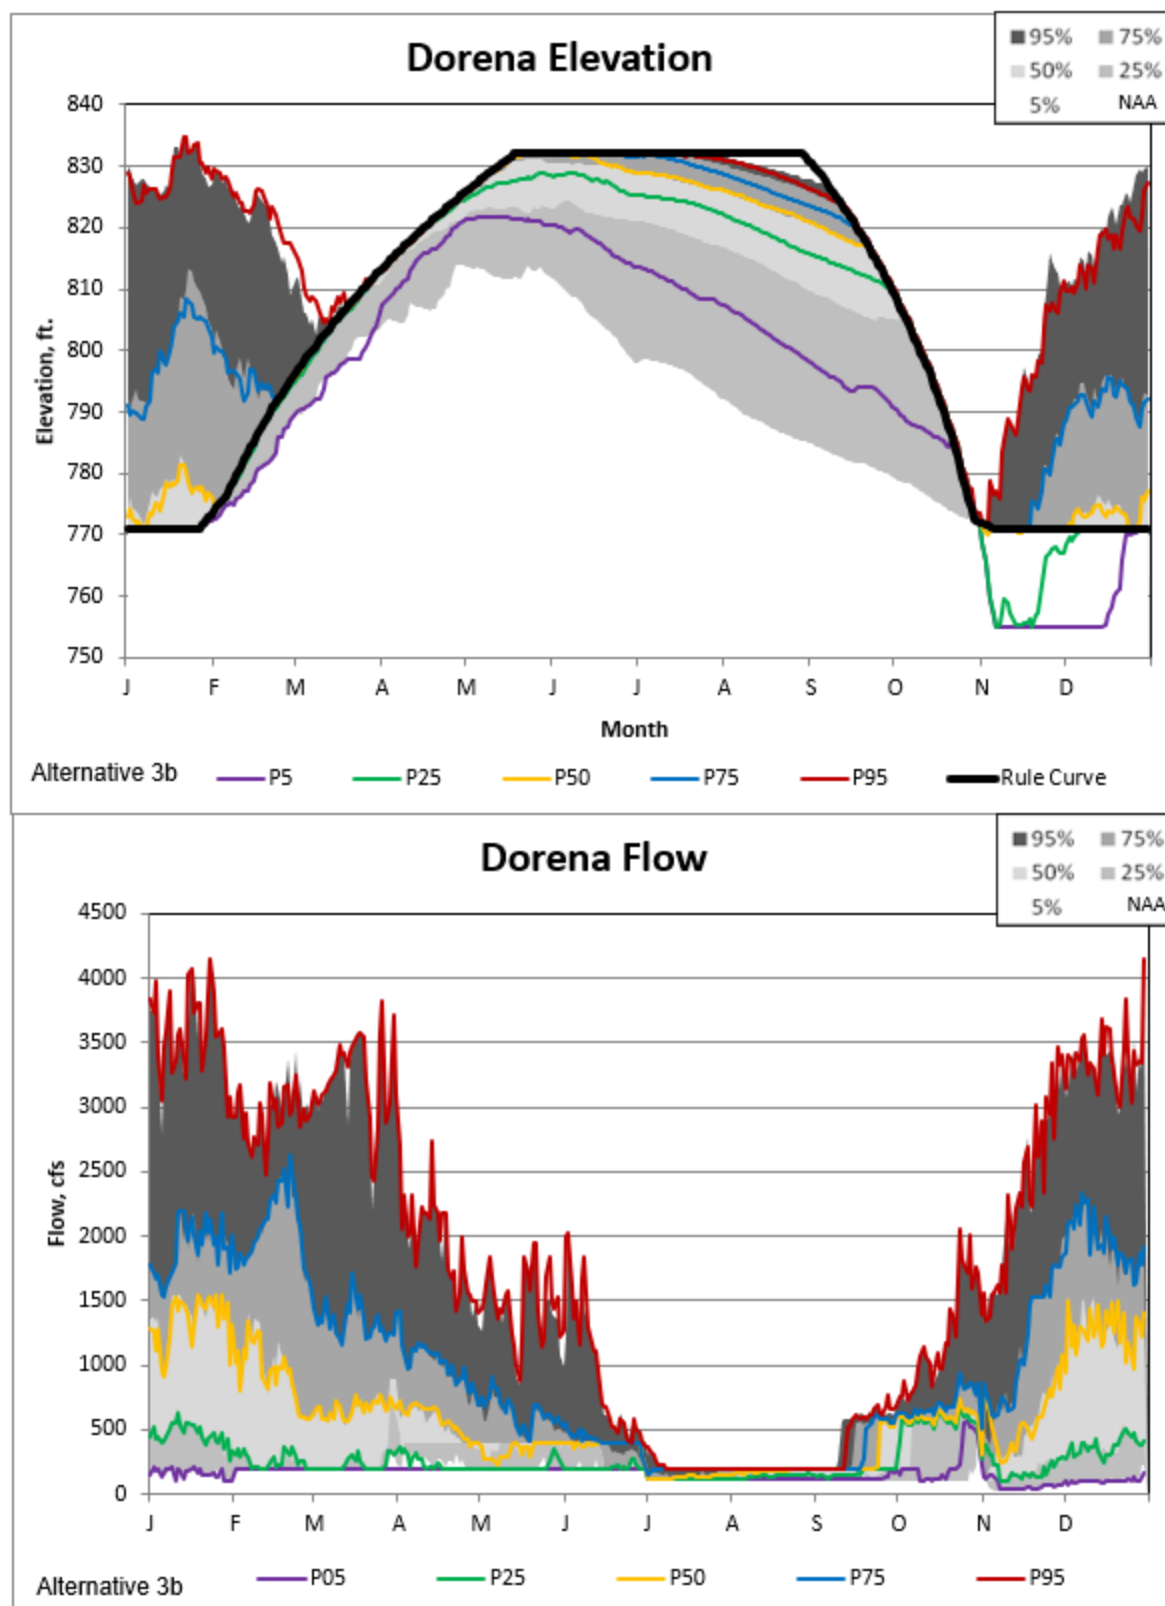 Dorena Elevation
95% 75%
50% 25%
5% NAA
840
830
820
810
800
790
780
770
760
750
Elevation, ft.
J F M A M J J A S O N D
Month
Alternative 3b P5 P25 P50 P75 P95 Rule Curve
Dorena Flow
95% 75%
50% 25%
5% NAA
4500
4000
3500
3000
2500
2000
1500
1000
500
0
Flow, cfs
J F M A M J J A S O N D
Alternative 3b P05 P25 P50 P75 P95